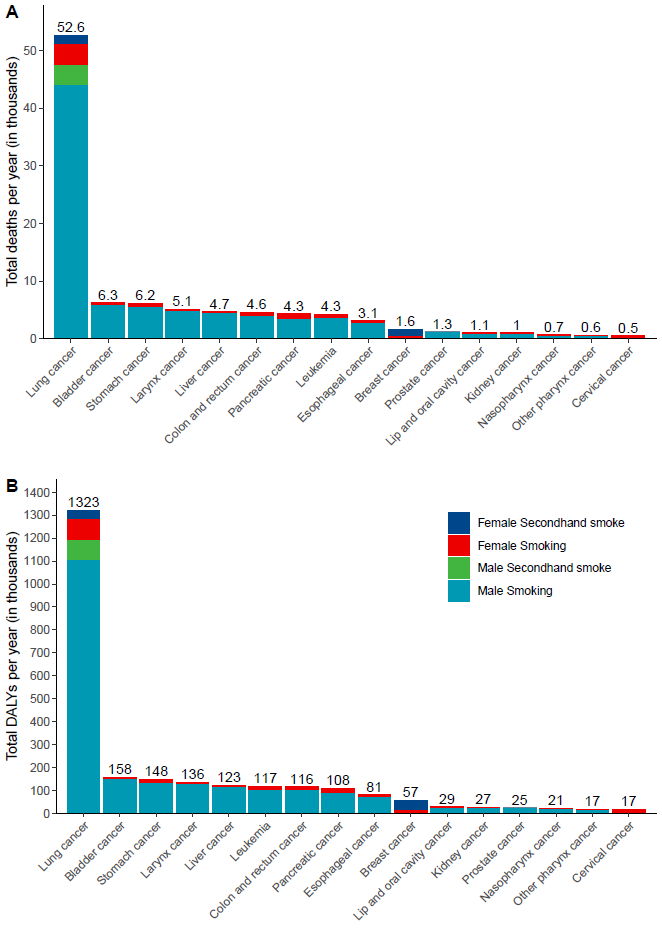 A
Total deaths per year (in thousands)
50
40
30
20
10
0
52.6
6.3
6.2
5.1
4.7
4.6
4.3
4.3
3.1
1.6
1.3
1.1
1
0.7
0.6
0.5
Lung cancer
Bladder cancer
Stomach cancer
Larynx cancer
Liver cancer
Colon and rectum cancer
Pancreatic cancer
Leukemia
Esophageal cancer
Breast cancer
Prostate cancer
Lip and oral cavity cancer
Kidney cancer
Nasopharynx cancer
Other pharynx cancer
Cervical cancer
B
Total DALYs per year (in thousands)
1400
1300
1200
1100
1000
900
800
700
600
500
400
300
200
100
0
1323
158
148
136
123
117
116
108
81
57
29
27
25
21
17
17
Female Secondhand smoke
Female Smoking
Male Secondhand smoke
Male Smoking
Lung cancer
Bladder cancer
Stomach cancer
Larynx cancer
Liver cancer
Leukemia
Colon and rectum cancer
Pancreatic cancer
Esophageal cancer
Breast cancer
Lip and oral cavity cancer
Kidney cancer
Prostate cancer
Nasopharynx cancer
Other pharynx cancer
Cervical cancer